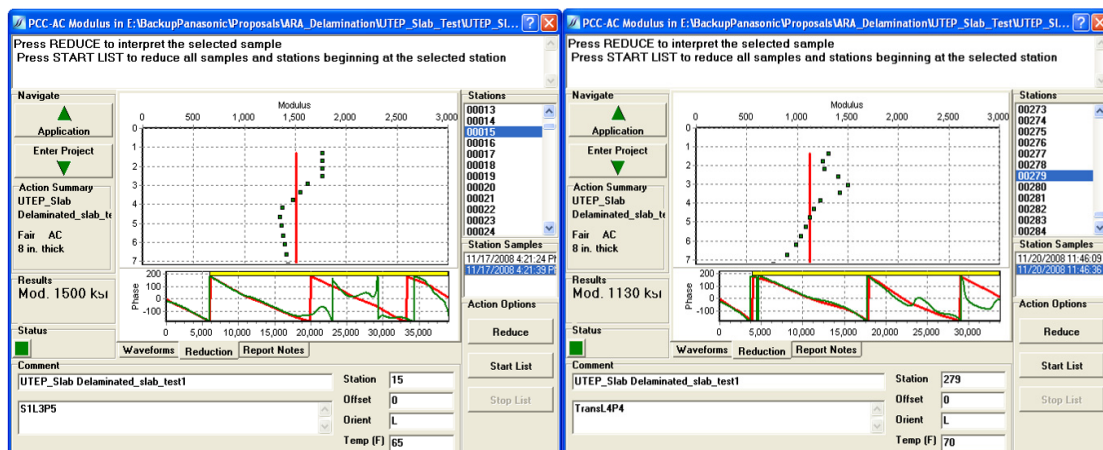 PCC-AC Modulus in E:\BackupPanasonic\Proposals\ARA_Delamination\UTEP_Slab_Test\UTEP_Sl...
Press REDUCE to interpret the selected sample
Press START LIST to reduce all samples and stations beginning at the selected station
Navigate
Application
Enter Project
Action Summary
UTEP_Slab
Delaminated_slab_te
Fair AC
8 in. thick
Results
Mod. 1500 ksi
Status
Modulus
0 500 1,000 1,500 2,000 3,000
0
1
2
3
4
5
6
7
Phase
200
100
0
-100
0 5,000 10,000 15,000 20,000 25,000 30,000 35,000
Waveforms Reduction Report Notes
Stations
00013
00014
00015
00016
00017
00018
00019
00020
00021
00022
00023
00024
Station Samples
11/17/2008 4:21:24 PM
11/17/2008 4:21:39 PM
Action Options
Reduce
Start List
Stop List
Comment
UTEP_Slab Delaminated_slab_test1
S1L3P5
Station 15
Offset 0
Orient L
Temp (F) 65
PCC-AC Modulus in E:\BackupPanasonic\Proposals\ARA_Delamination\UTEP_Slab_Test\UTEP_Sl...
Press REDUCE to interpret the selected sample
Press START LIST to reduce all samples and stations beginning at the selected station
Navigate
Application
Enter Project
Action Summary
UTEP_Slab
Delaminated_slab_te
Fair AC
8 in. thick
Results
Mod. 1130 ksi
Status
Modulus
0 500 1,000 1,500 2,000 3,000
0
1
2
3
4
5
6
7
Phase
200
100
0
-100
0 5,000 10,000 15,000 20,000 25,000 30,000
Waveforms Reduction Report Notes
Stations
00273
00274
00275
00276
00277
00278
00279
00280
00281
00282
00283
00284
Station Samples
11/20/2008 11:46:09
11/20/2008 11:46:36
Action Options
Reduce
Start List
Stop List
Comment
UTEP_Slab Delaminated_slab_test1
TransL4P4
Station 279
Offset 0
Orient L
Temp (F) 70